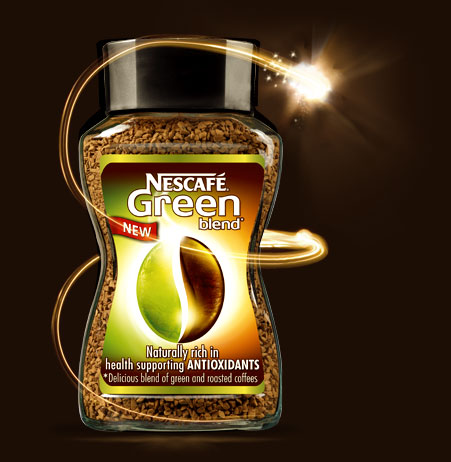 NESCAFÉ®
Green
blend*
NEW
Naturally rich in
health supporting ANTIOXIDANTS
*Delicious blend of green and roasted coffees